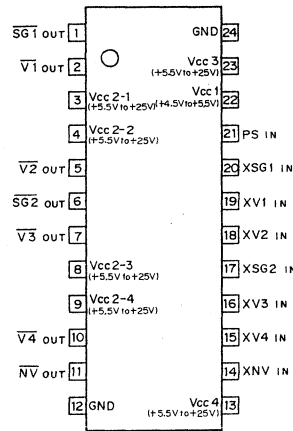 SG1 OUT 1
V1 OUT 2
3 Vcc 2-1
(+5.5V to +25V)
4 Vcc 2-2
(+5.5V to +25V)
V2 OUT 5
SG2 OUT 6
V3 OUT 7
8 Vcc 2-3
(+5.5V to +25V)
9 Vcc 2-4
(+5.5V to +25V)
V4 OUT 10
NV OUT 11
12 GND
GND 24
Vcc 3 23
(+5.5V to +25V)
Vcc 1 22
(+4.5V to +5.5V)
21 PS IN
20 XSG1 IN
19 XV1 IN
18 XV2 IN
17 XSG2 IN
16 XV3 IN
15 XV4 IN
14 XNV IN
Vcc 4 13
(+5.5V to +25V)